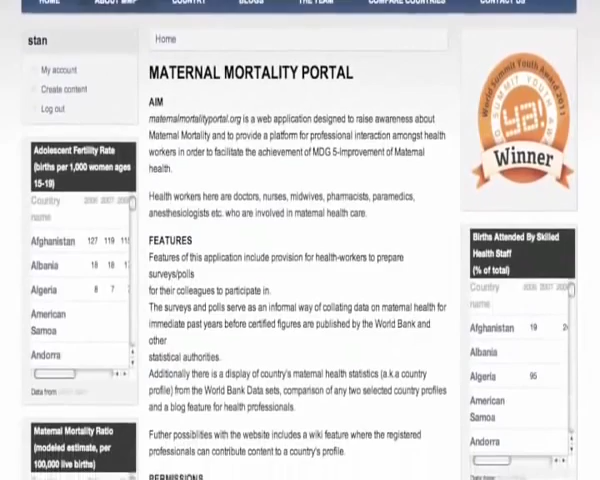 HOME ABOUT MMP COUNTRY BLOGS THE TEAM COMPARE COUNTRIES CONTACT US
stan
My account
Create content
Log out
Adolescent Fertility Rate
(births per 1,000 women ages
15-19)
Country 2006 2007
name
Afghanistan 127 119
Albania 18 18
Algeria 8 7
American
Samoa
Andorra
Data from
Maternal Mortality Ratio
(modeled estimate, per
100,000 live births)
Home
MATERNAL MORTALITY PORTAL
AIM
maternalmortalityportal.org is a web application designed to raise awareness about
Maternal Mortality and to provide a platform for professional interaction amongst health
workers in order to facilitate the achievement of MDG 5-Improvement of Maternal
health.
Health workers here are doctors, nurses, midwives, pharmacists, paramedics,
anesthesiologists etc. who are involved in maternal health care.
FEATURES
Features of this application include provision for health-workers to prepare
surveys/polls
for their colleagues to participate in.
The surveys and polls serve as an informal way of collating data on maternal health for
immediate past years before certified figures are published by the World Bank and
other
statistical authorities.
Additionally there is a display of country's maternal health statistics (a.k.a country
profile) from the World Bank Data sets, comparison of any two selected country profiles
and a blog feature for health professionals.
Futher possiblities with the website includes a wiki feature where the registered
professionals can contribute content to a country's profile.
PERMISSIONS
World Summit Youth Award 2011
ya!
Winner
Births Attended By Skilled
Health Staff
(% of total)
Country 2006 2007
name
Afghanistan 19
Albania
Algeria 95
American
Samoa
Andorra